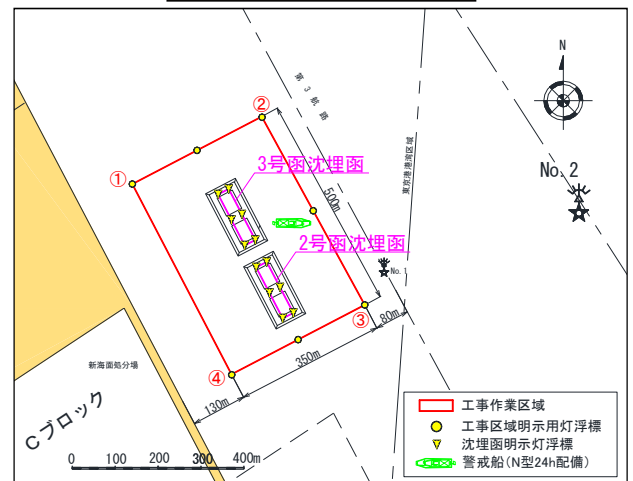 N
第3航路
②
東京港港湾区域
No. 2
①
3号函沈埋函
500m
2号函沈埋函
No. 1
③
80m
350m
④
130m
新海面処分場
Cブロック
0 100 200 300 400m
工事作業区域
工事区域明示用灯浮標
沈埋函明示灯浮標
警戒船(N型24h配備)